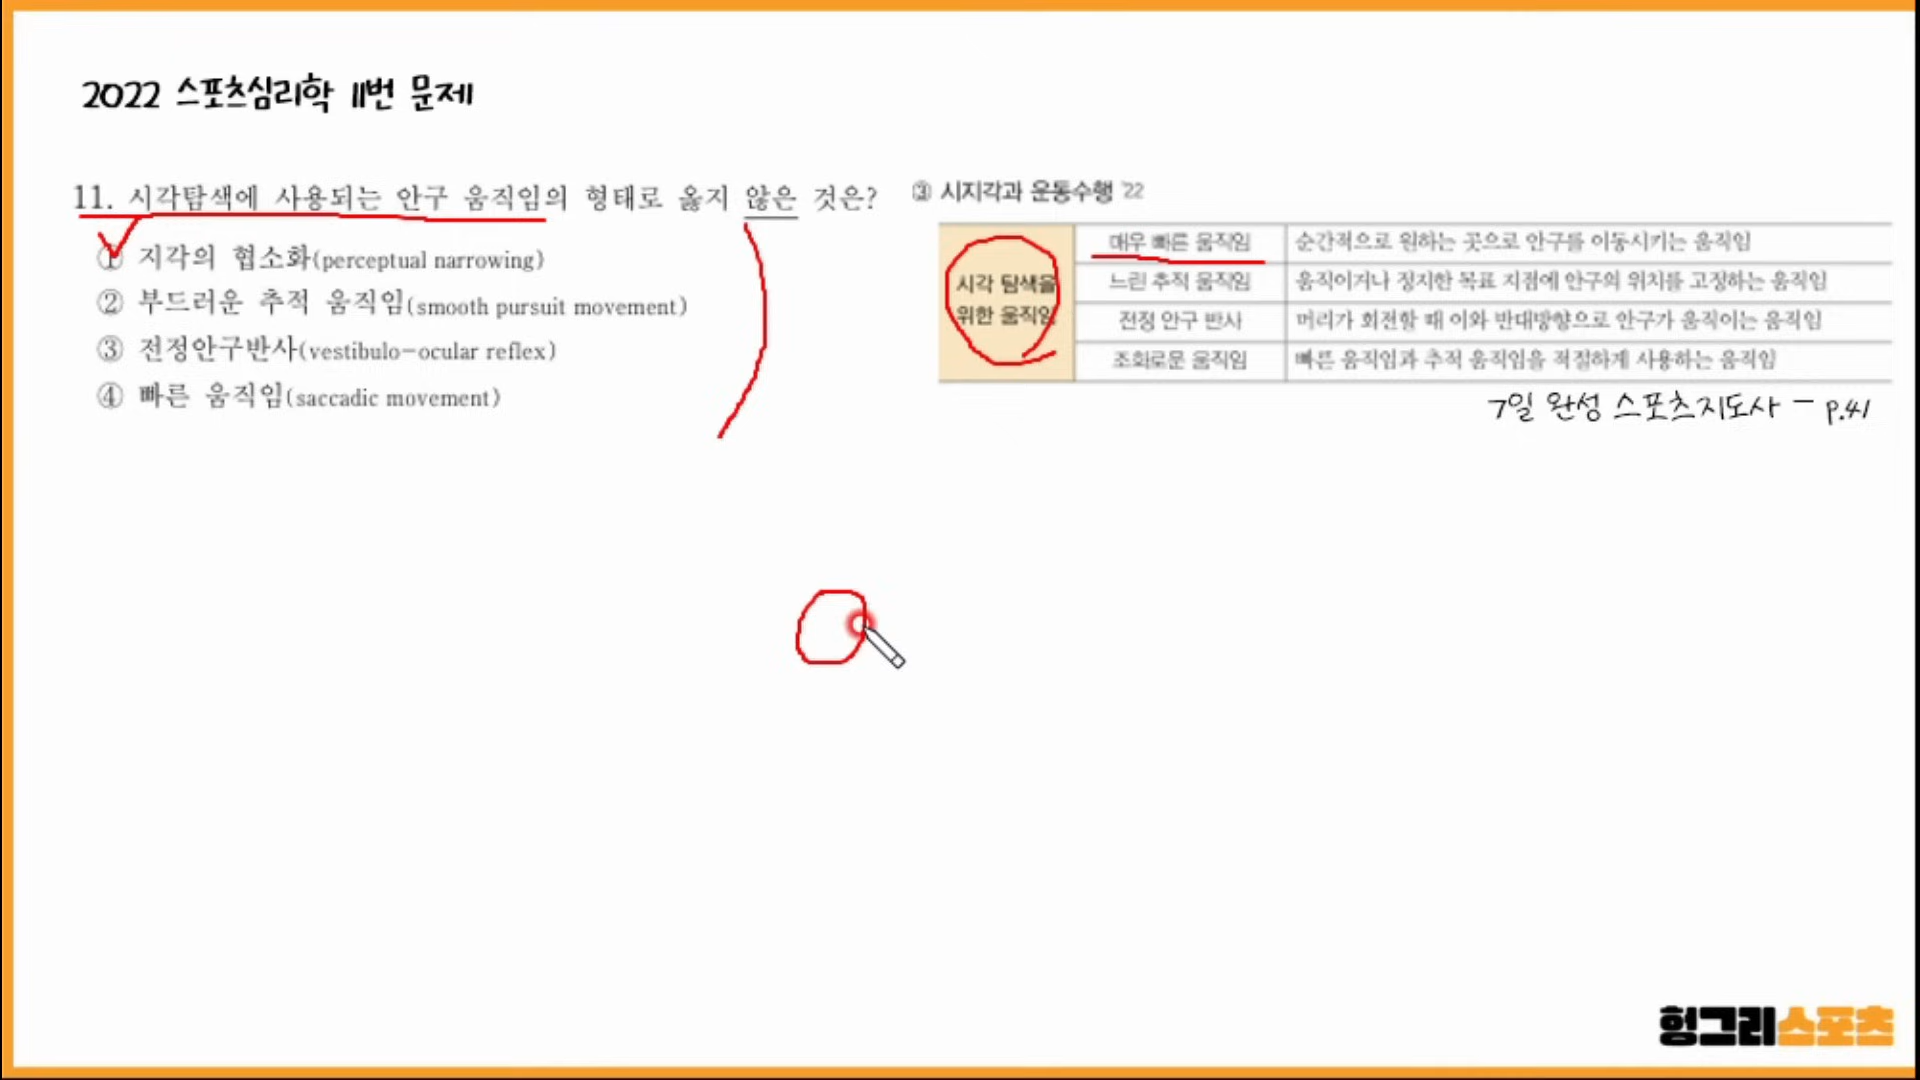 2022 스포츠심리학 11번 문제
11. 시각탐색에 사용되는 안구 움직임의 형태로 옳지 않은 것은?
① 지각의 협소화(perceptual narrowing)
② 부드러운 추적 움직임(smooth pursuit movement)
③ 전정안구반사(vestibulo-ocular reflex)
④ 빠른 움직임(saccadic movement)
③ 시지각과 운동수행 '22
시각 탐색을
위한 움직임
매우 빠른 움직임 순간적으로 원하는 곳으로 안구를 이동시키는 움직임
느린 추적 움직임 움직이거나 정지한 목표 지점에 안구의 위치를 고정하는 움직임
전정 안구 반사 머리가 회전할 때 이와 반대방향으로 안구가 움직이는 움직임
조화로운 움직임 빠른 움직임과 추적 움직임을 적절하게 사용하는 움직임
7일 완성 스포츠지도사 - p.41
헝그리스포츠